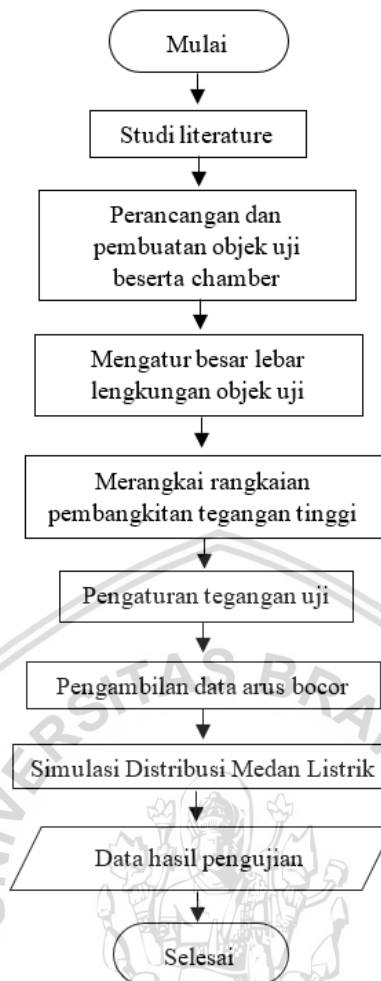 Mulai
Studi literature
Perancangan dan
pembuatan objek uji
beserta chamber
Mengatur besar lebar
lengkungan objek uji
Merangkai rangkaian
pembangkitan tegangan tinggi
Pengaturan tegangan uji
Pengambilan data arus bocor
Simulasi Distribusi Medan Listrik
Data hasil pengujian
Selesai